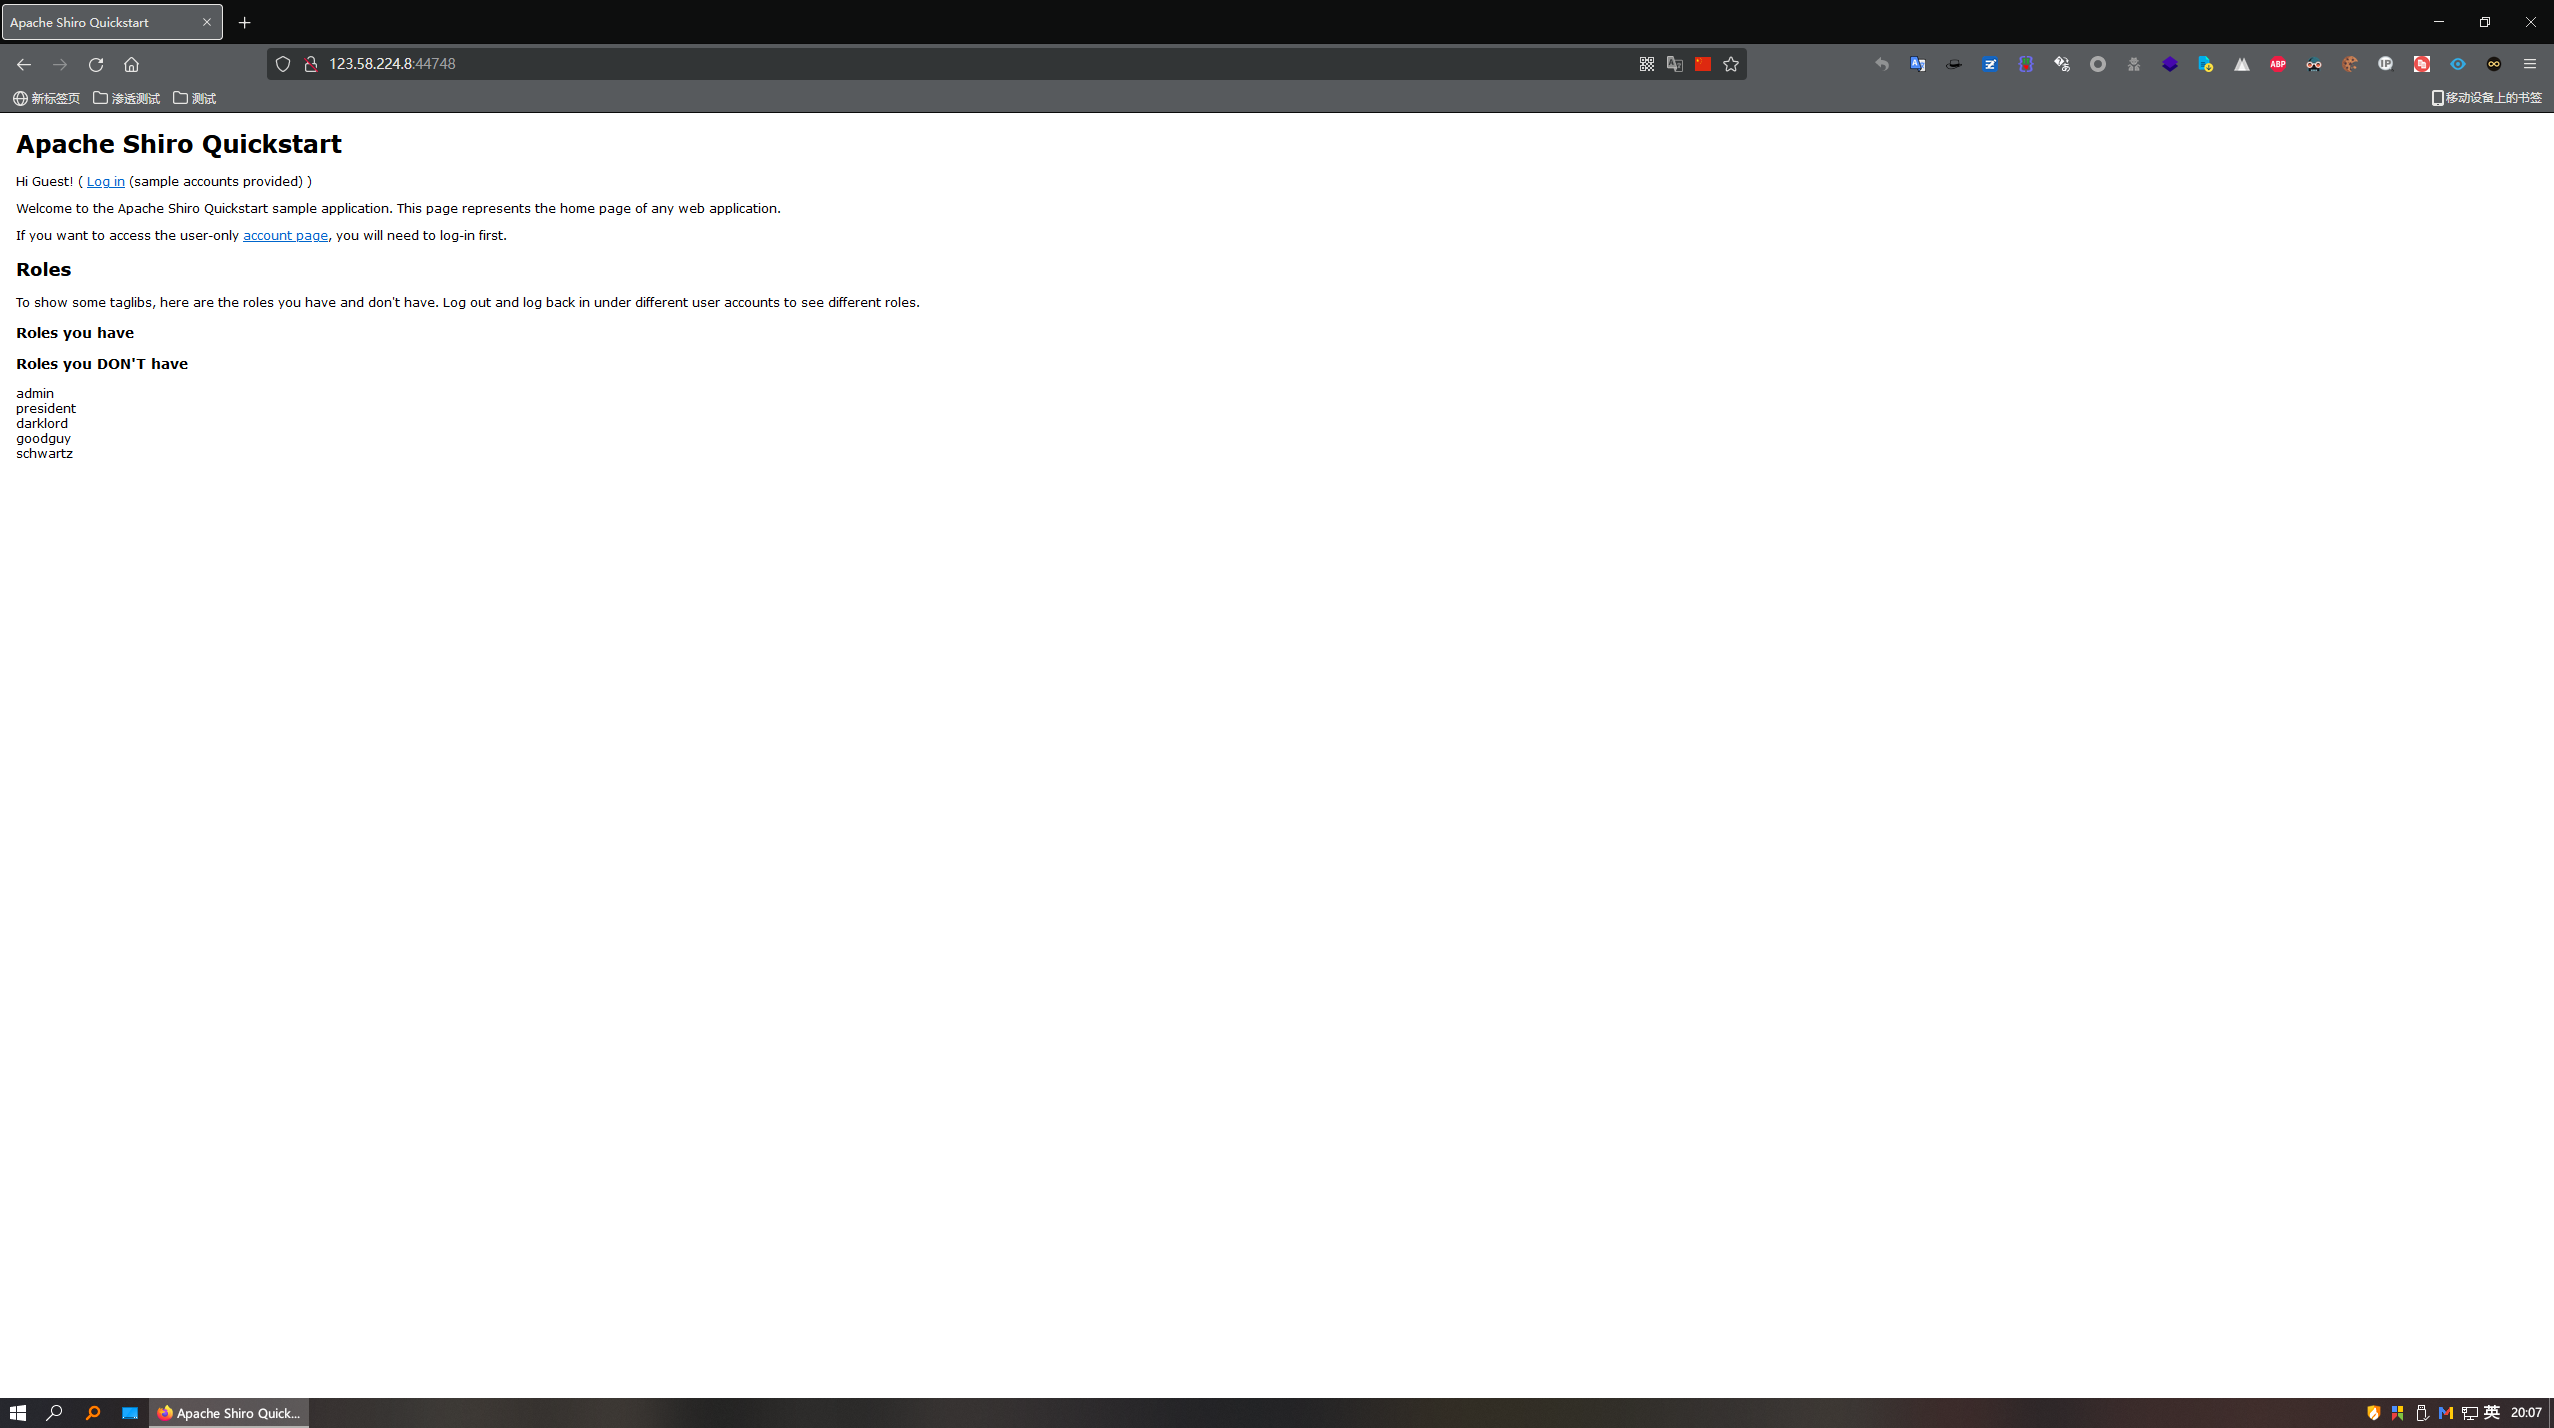 Apache Shiro Quickstart
123.58.224.8:44748
新标签页
渗透测试
测试
移动设备上的书签
Apache Shiro Quickstart
Hi Guest! ( Log in (sample accounts provided) )
Welcome to the Apache Shiro Quickstart sample application. This page represents the home page of any web application.
If you want to access the user-only account page, you will need to log-in first.
Roles
To show some taglibs, here are the roles you have and don't have. Log out and log back in under different user accounts to see different roles.
Roles you have
Roles you DON'T have
admin
president
darklord
goodguy
schwartz
Apache Shiro Quick...
英
20:07